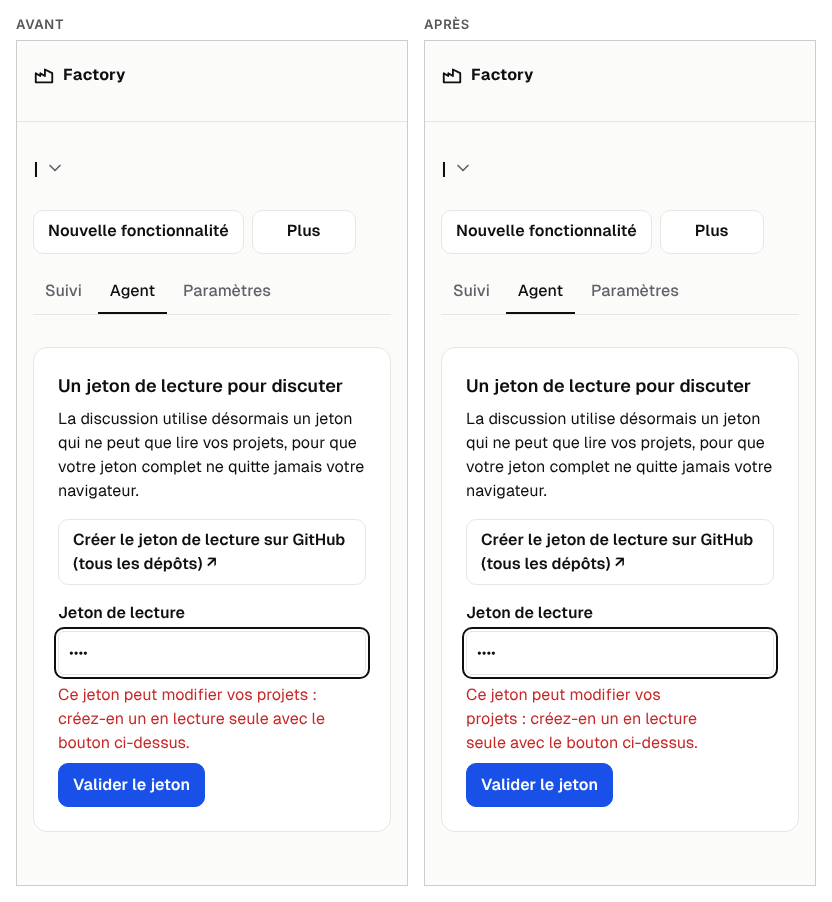 AVANT
Factory
Nouvelle fonctionnalité
Plus
Suivi
Agent
Paramètres
Un jeton de lecture pour discuter
La discussion utilise désormais un jeton
qui ne peut que lire vos projets, pour que
votre jeton complet ne quitte jamais votre
navigateur.
Créer le jeton de lecture sur GitHub
(tous les dépôts) ↗
Jeton de lecture
••••
Ce jeton peut modifier vos projets :
créez-en un en lecture seule avec le
bouton ci-dessus.
Valider le jeton
APRÈS
Factory
Nouvelle fonctionnalité
Plus
Suivi
Agent
Paramètres
Un jeton de lecture pour discuter
La discussion utilise désormais un jeton
qui ne peut que lire vos projets, pour que
votre jeton complet ne quitte jamais votre
navigateur.
Créer le jeton de lecture sur GitHub
(tous les dépôts) ↗
Jeton de lecture
••••
Ce jeton peut modifier vos
projets : créez-en un en lecture
seule avec le bouton ci-dessus.
Valider le jeton